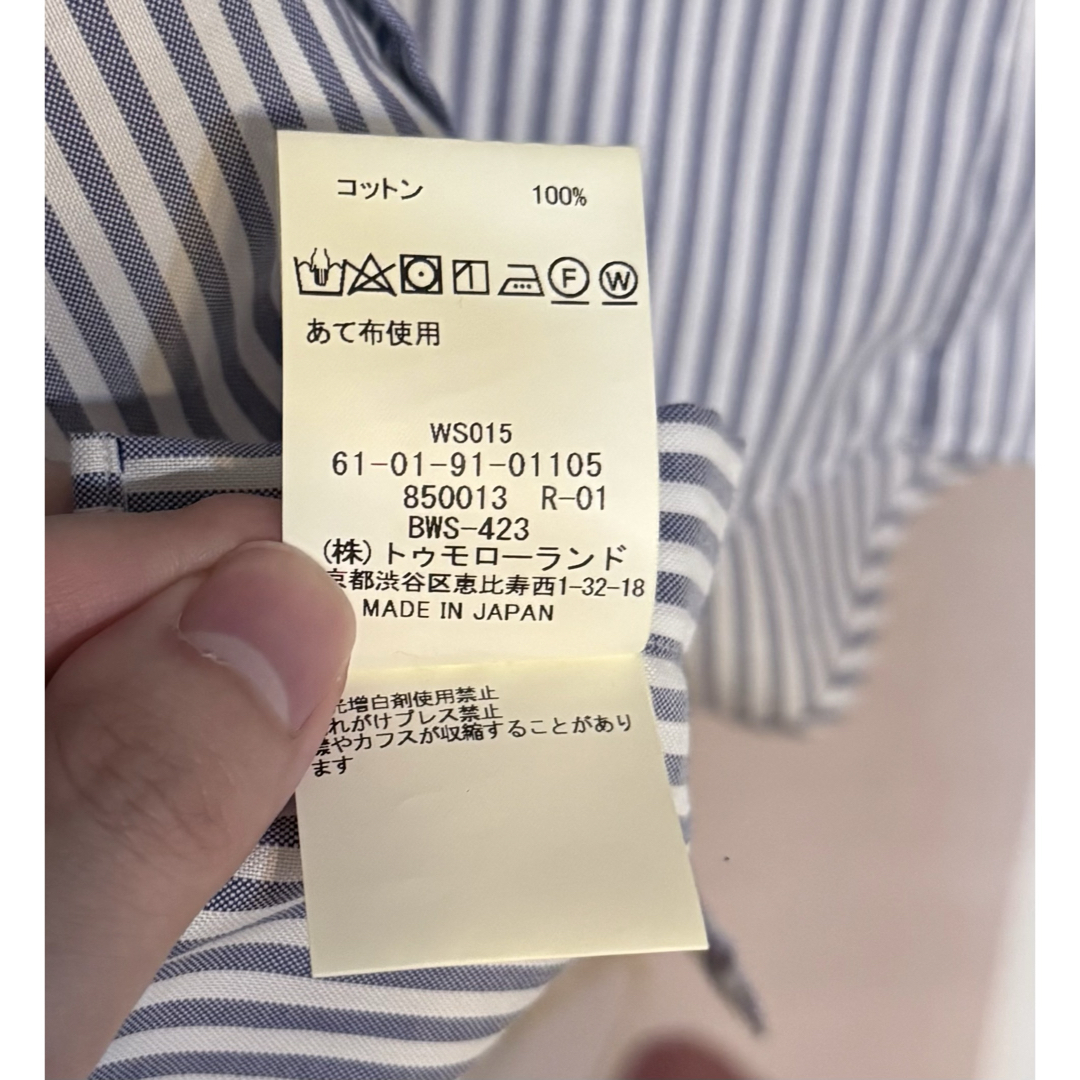 コットン 100%
F W
あて布使用
WS015
61-01-91-01105
850013 R-01
BWS-423
(株)トゥモローランド
京都渋谷区恵比寿西1-32-18
MADE IN JAPAN
光増白剤使用禁止
れがけプレス禁止
襟やカフスが収縮することがあり
ます